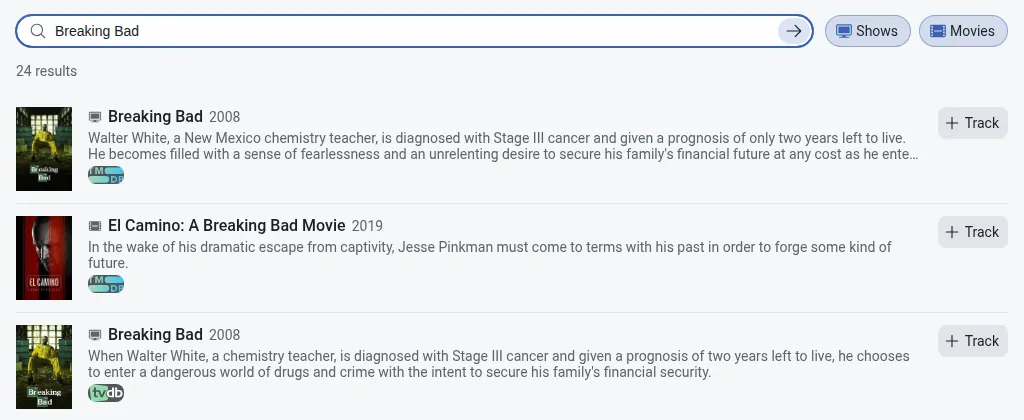 Breaking Bad
Shows
Movies
24 results
Breaking Bad 2008
Track
Walter White, a New Mexico chemistry teacher, is diagnosed with Stage III cancer and given a prognosis of only two years left to live.
He becomes filled with a sense of fearlessness and an unrelenting desire to secure his family's financial future at any cost as he ente...
Breaking
Bad
El Camino: A Breaking Bad Movie 2019
Track
In the wake of his dramatic escape from captivity, Jesse Pinkman must come to terms with his past in order to forge some kind of
future.
EL CAMINO
Breaking Bad 2008
Track
When Walter White, a chemistry teacher, is diagnosed with Stage III cancer and given a prognosis of two years left to live, he chooses
to enter a dangerous world of drugs and crime with the intent to secure his family's financial security.
Breaking
Bad
tvdb